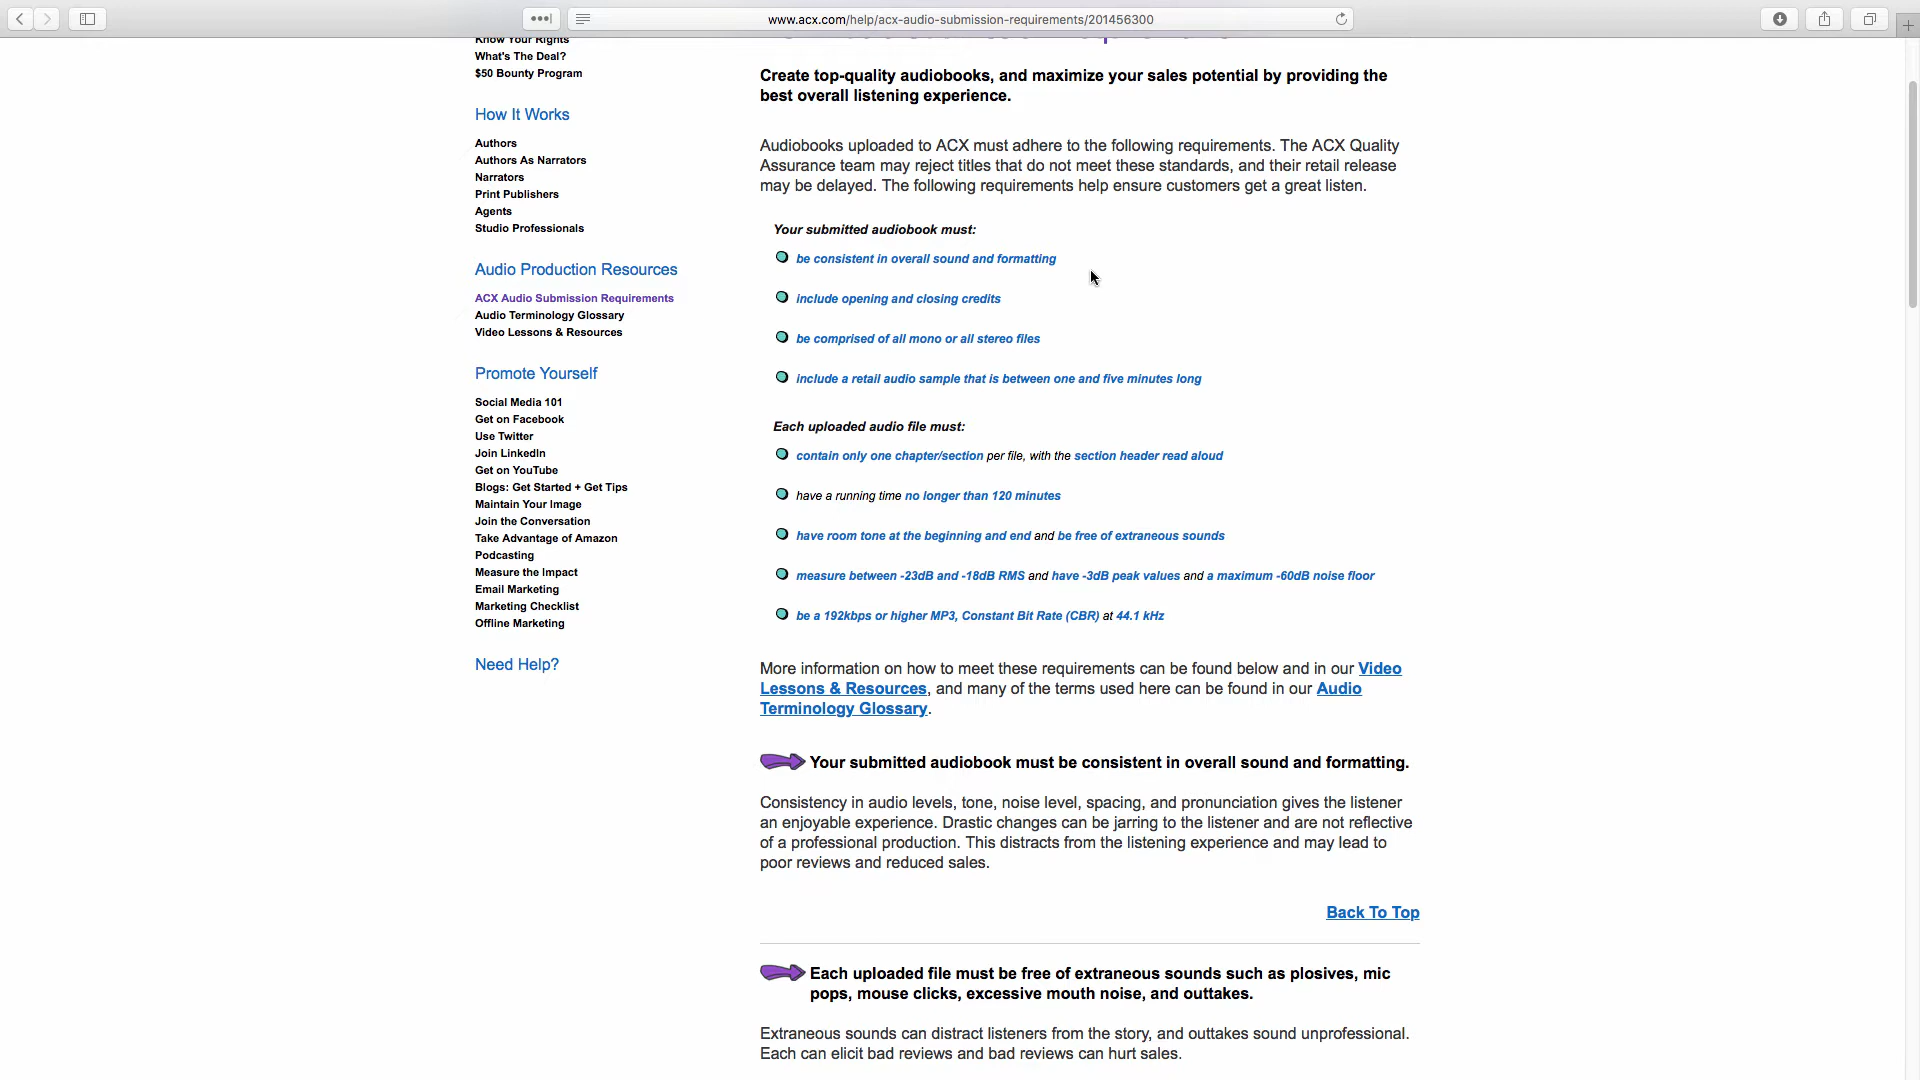 www.acx.com/help/acx-audio-submission-requirements/201456300
Know Your Rights
What's The Deal?
$50 Bounty Program
How It Works
Authors
Authors As Narrators
Narrators
Print Publishers
Agents
Studio Professionals
Audio Production Resources
ACX Audio Submission Requirements
Audio Terminology Glossary
Video Lessons & Resources
Promote Yourself
Social Media 101
Get on Facebook
Use Twitter
Join LinkedIn
Get on YouTube
Blogs: Get Started + Get Tips
Maintain Your Image
Join the Conversation
Take Advantage of Amazon
Podcasting
Measure the Impact
Email Marketing
Marketing Checklist
Offline Marketing
Need Help?
Create top-quality audiobooks, and maximize your sales potential by providing the
best overall listening experience.
Audiobooks uploaded to ACX must adhere to the following requirements. The ACX Quality
Assurance team may reject titles that do not meet these standards, and their retail release
may be delayed. The following requirements help ensure customers get a great listen.
Your submitted audiobook must:
be consistent in overall sound and formatting
include opening and closing credits
be comprised of all mono or all stereo files
include a retail audio sample that is between one and five minutes long
Each uploaded audio file must:
contain only one chapter/section per file, with the section header read aloud
have a running time no longer than 120 minutes
have room tone at the beginning and end and be free of extraneous sounds
measure between -23dB and -18dB RMS and have -3dB peak values and a maximum -60dB noise floor
be a 192kbps or higher MP3, Constant Bit Rate (CBR) at 44.1 kHz
More information on how to meet these requirements can be found below and in our Video
Lessons & Resources, and many of the terms used here can be found in our Audio
Terminology Glossary.
Your submitted audiobook must be consistent in overall sound and formatting.
Consistency in audio levels, tone, noise level, spacing, and pronunciation gives the listener
an enjoyable experience. Drastic changes can be jarring to the listener and are not reflective
of a professional production. This distracts from the listening experience and may lead to
poor reviews and reduced sales.
Back To Top
Each uploaded file must be free of extraneous sounds such as plosives, mic
pops, mouse clicks, excessive mouth noise, and outtakes.
Extraneous sounds can distract listeners from the story, and outtakes sound unprofessional.
Each can elicit bad reviews and bad reviews can hurt sales.